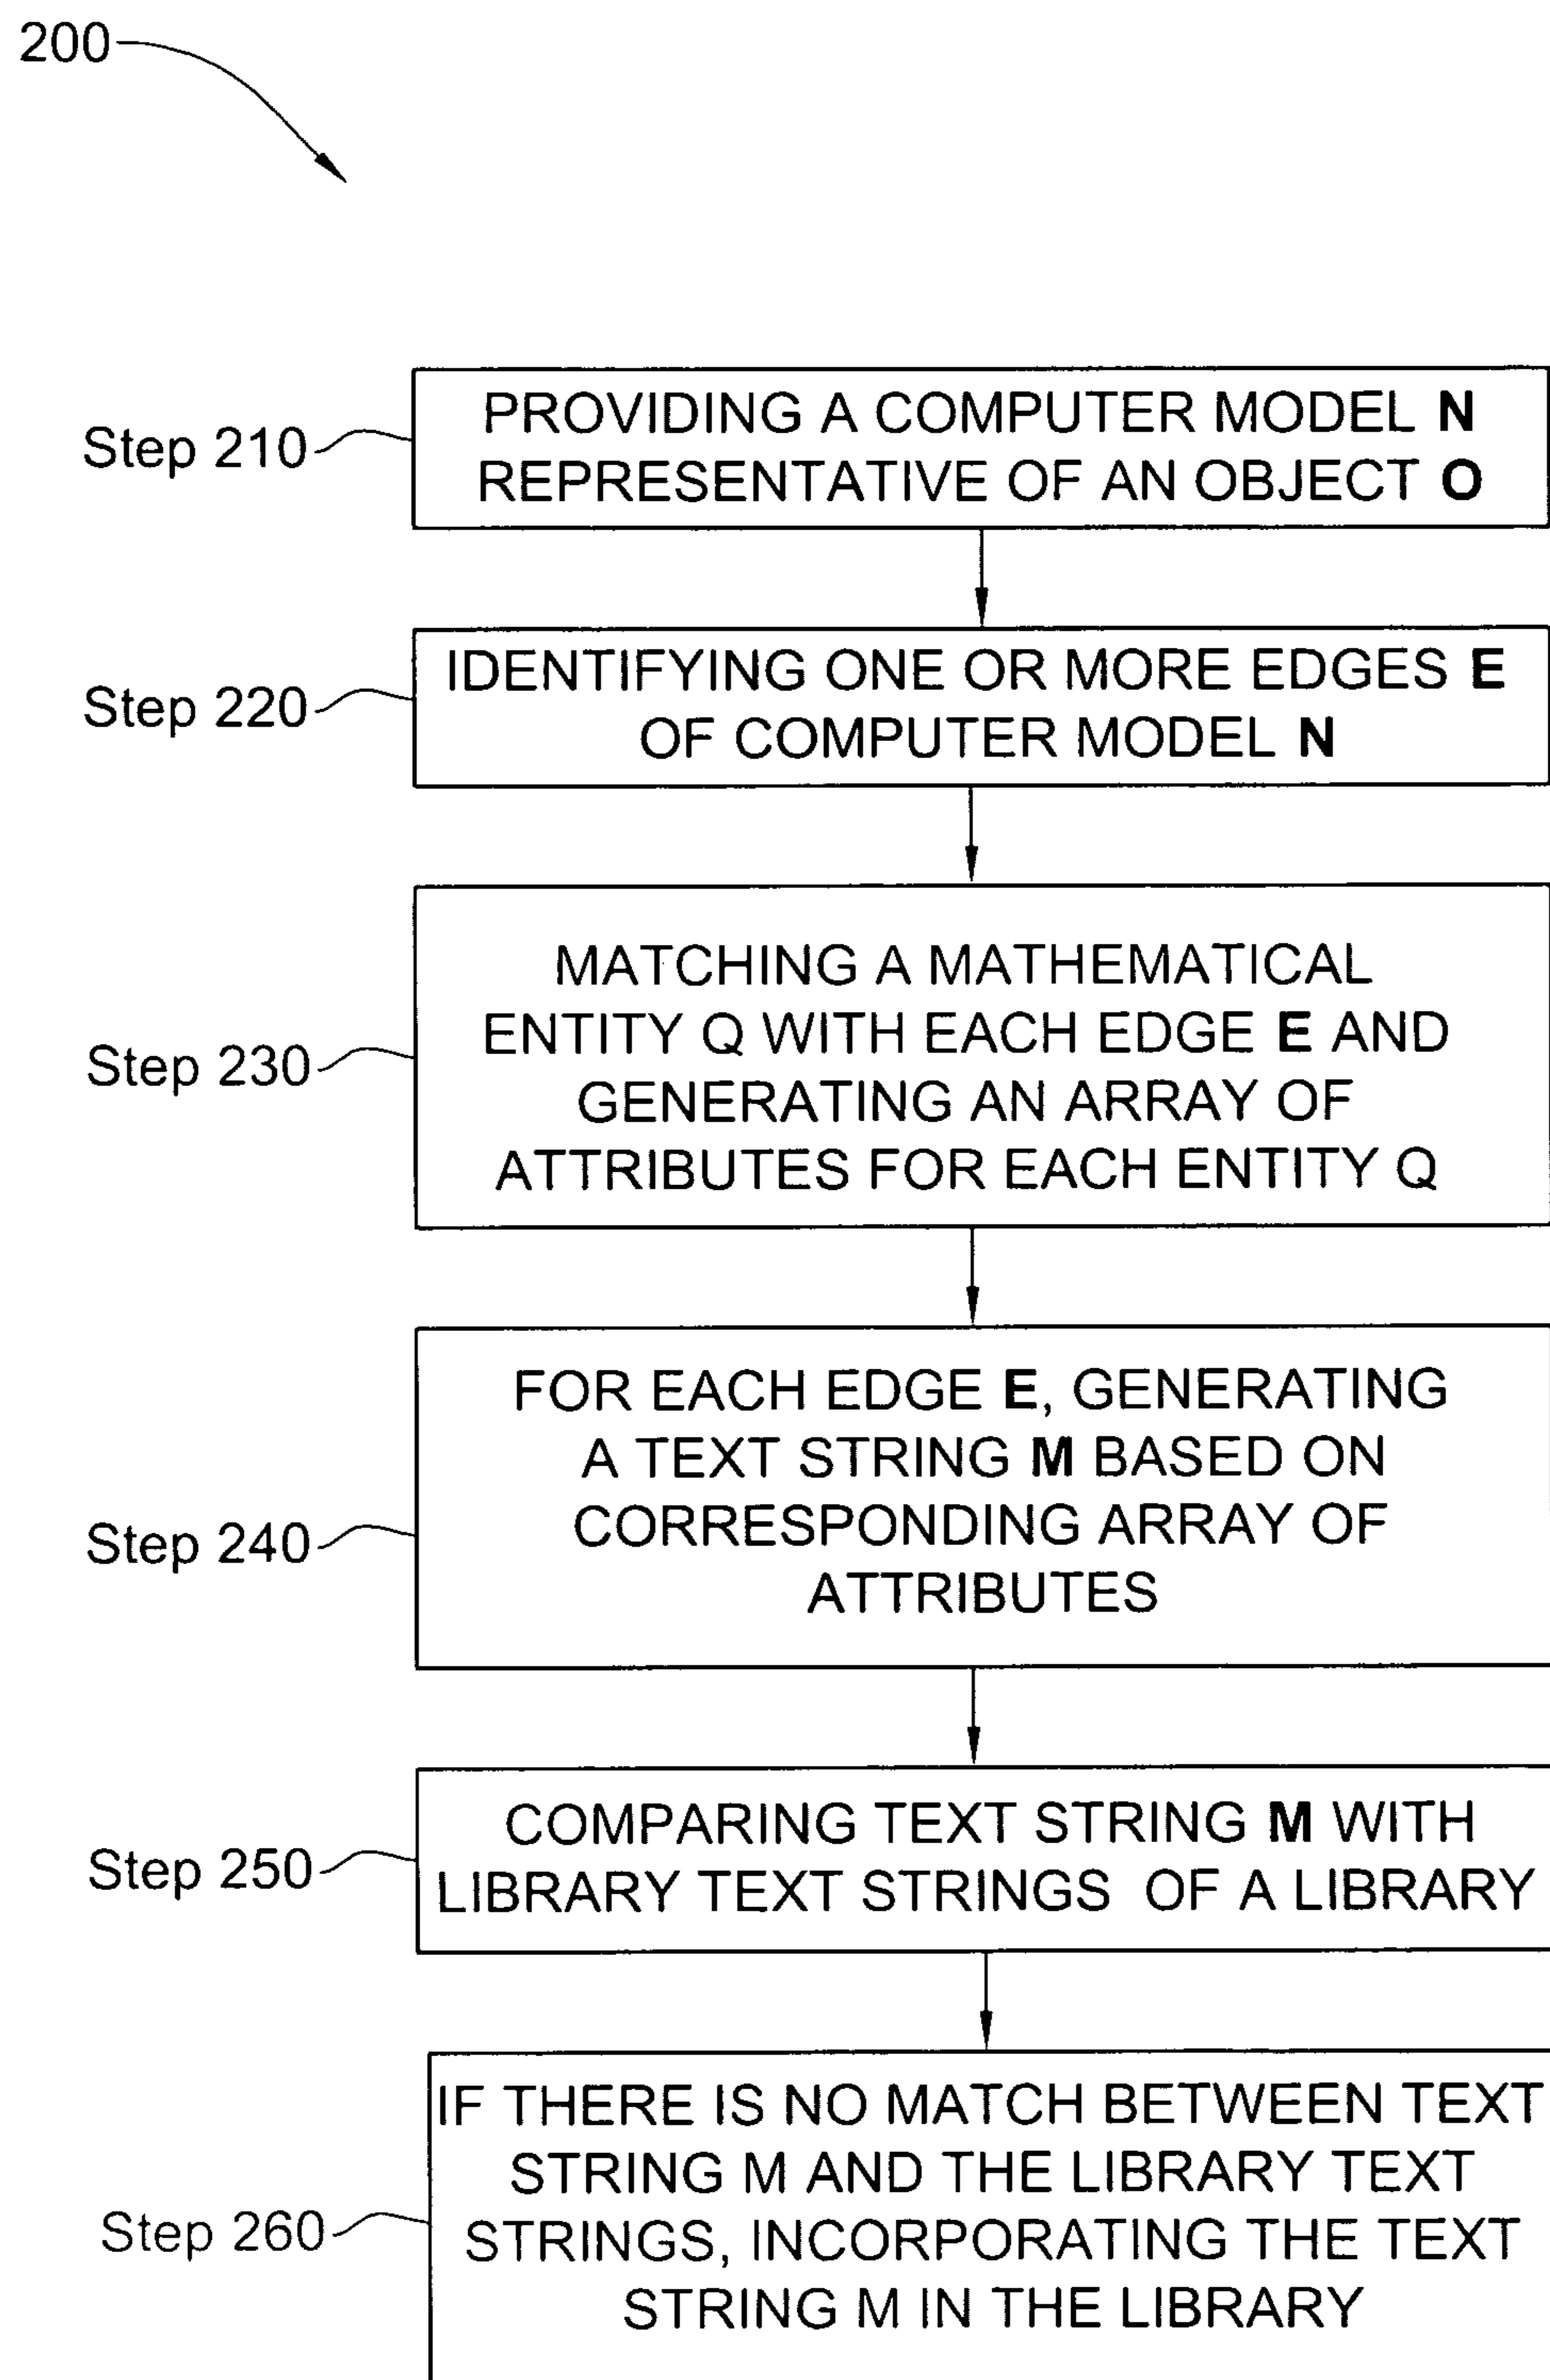 200
Step 210
PROVIDING A COMPUTER MODEL N
REPRESENTATIVE OF AN OBJECT O
Step 220
IDENTIFYING ONE OR MORE EDGES E
OF COMPUTER MODEL N
Step 230
MATCHING A MATHEMATICAL
ENTITY Q WITH EACH EDGE E AND
GENERATING AN ARRAY OF
ATTRIBUTES FOR EACH ENTITY Q
Step 240
FOR EACH EDGE E, GENERATING
A TEXT STRING M BASED ON
CORRESPONDING ARRAY OF
ATTRIBUTES
Step 250
COMPARING TEXT STRING M WITH
LIBRARY TEXT STRINGS OF A LIBRARY
Step 260
IF THERE IS NO MATCH BETWEEN TEXT
STRING M AND THE LIBRARY TEXT
STRINGS, INCORPORATING THE TEXT
STRING M IN THE LIBRARY